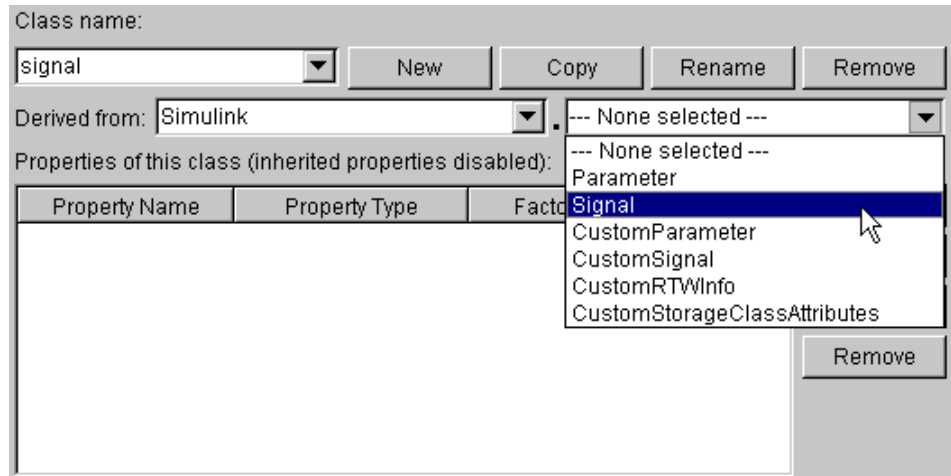 Class name:
signal New Copy Rename Remove
Derived from: Simulink . --- None selected ---
--- None selected ---
Properties of this class (inherited properties disabled):
Parameter
Property Name Property Type Signal
CustomParameter
CustomSignal
CustomRTWInfo
CustomStorageClassAttributes
Remove